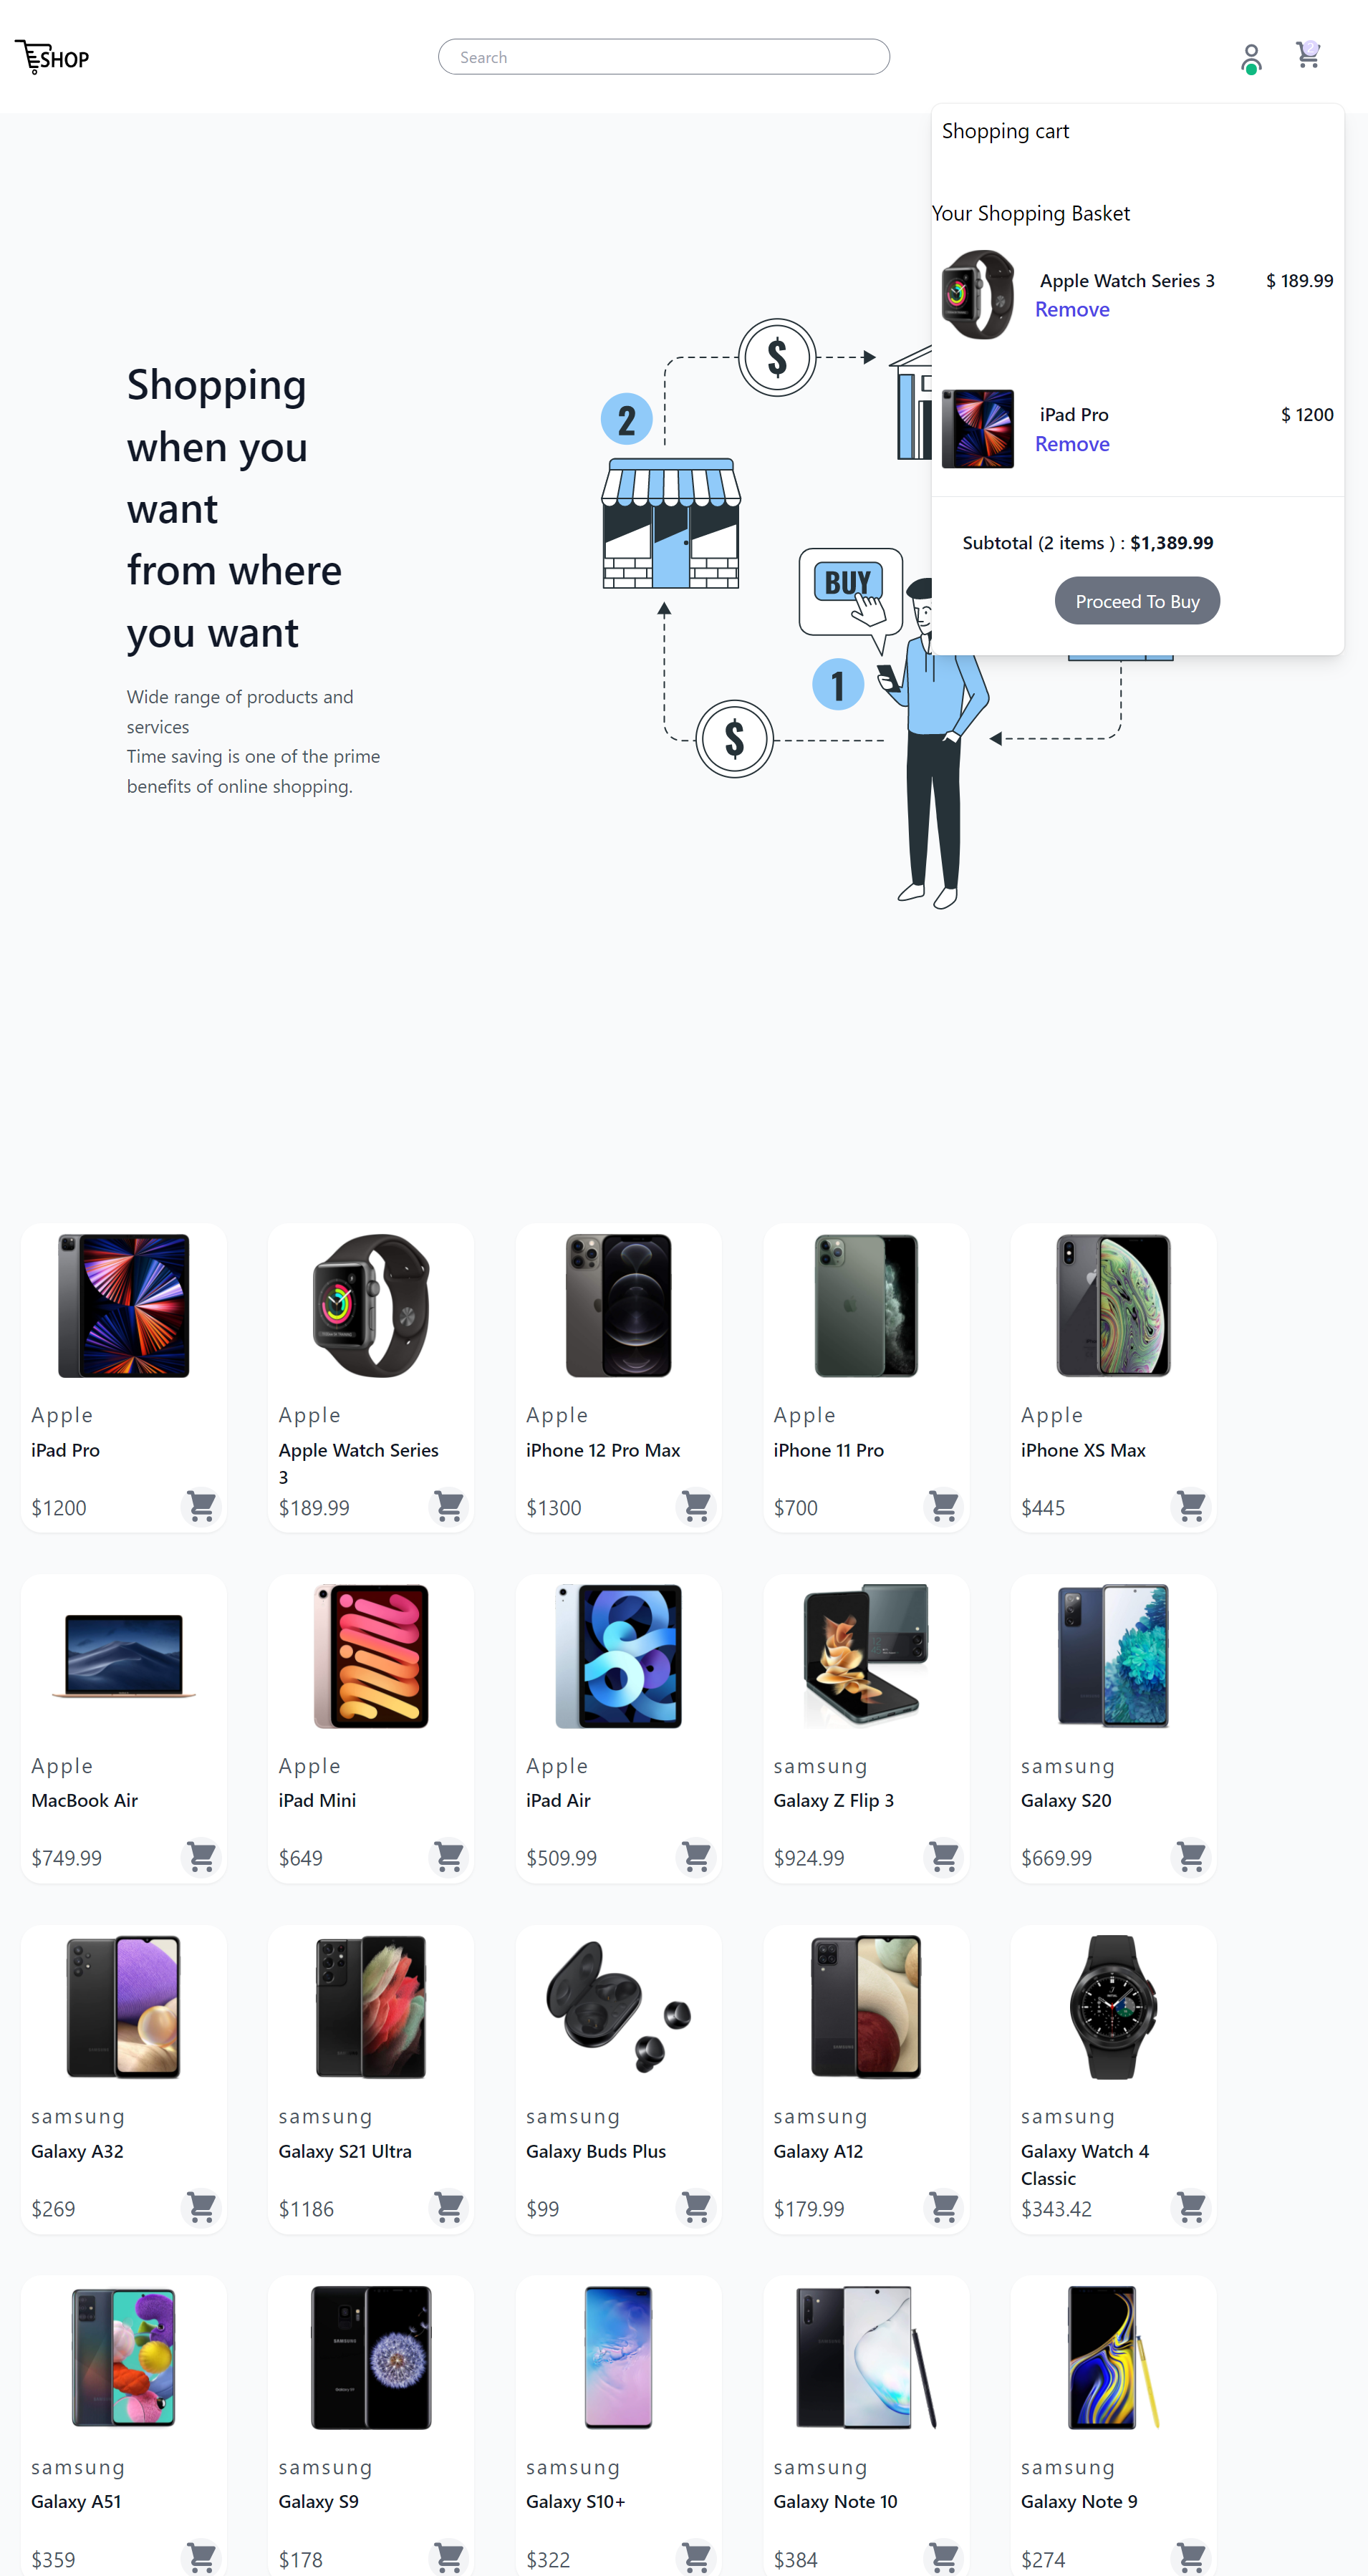 SHOP
Search
2
Shopping cart
Your Shopping Basket
Apple Watch Series 3
$ 189.99
Remove
iPad Pro
$ 1200
Remove
Subtotal (2 items ) : $1,389.99
Proceed To Buy
Shopping
when you
want
from where
you want
Wide range of products and
services
Time saving is one of the prime
benefits of online shopping.
$
2
BUY
1
$
Apple
iPad Pro
$1200
Apple
Apple Watch Series
3
$189.99
Apple
iPhone 12 Pro Max
$1300
Apple
iPhone 11 Pro
$700
Apple
iPhone XS Max
$445
Apple
MacBook Air
$749.99
Apple
iPad Mini
$649
Apple
iPad Air
$509.99
samsung
Galaxy Z Flip 3
$924.99
samsung
Galaxy S20
$669.99
samsung
Galaxy A32
$269
samsung
Galaxy S21 Ultra
$1186
samsung
Galaxy Buds Plus
$99
samsung
Galaxy A12
$179.99
samsung
Galaxy Watch 4
Classic
$343.42
samsung
Galaxy A51
$359
SAMSUNG
samsung
Galaxy S9
$178
samsung
Galaxy S10+
$322
samsung
Galaxy Note 10
$384
samsung
Galaxy Note 9
$274